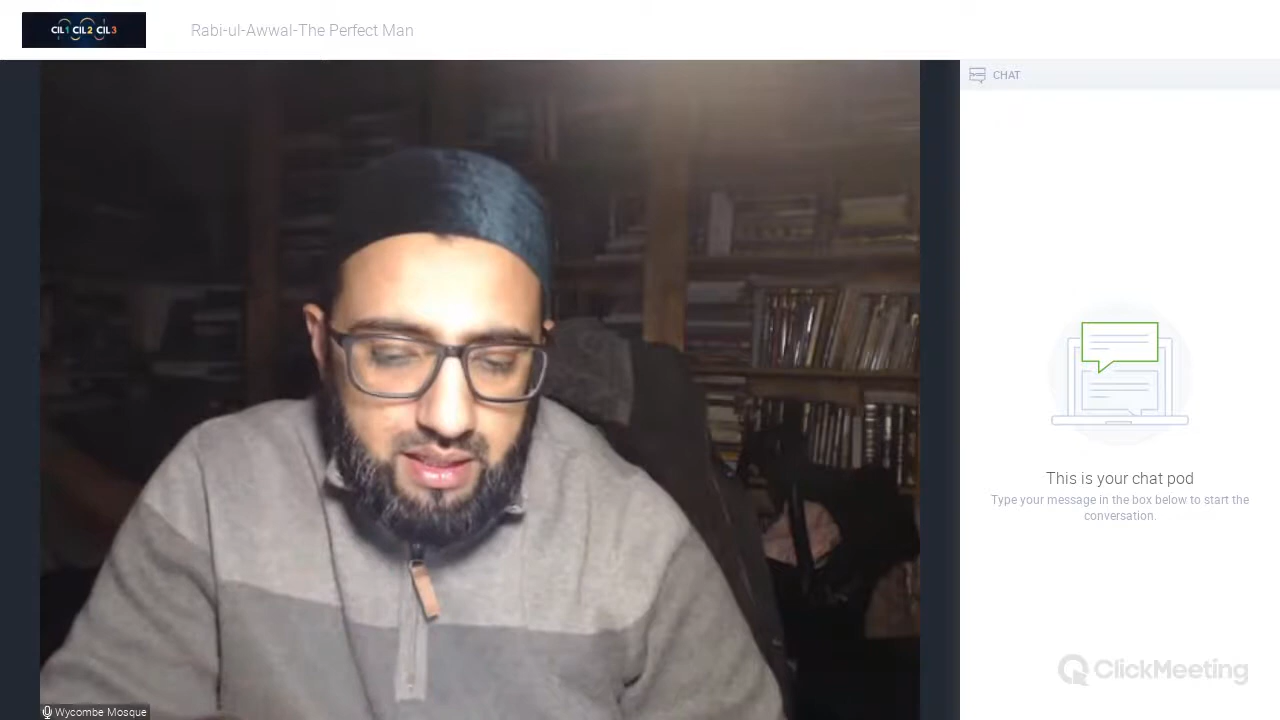 CIL1 CIL2 CIL3
Rabi-ul-Awwal-The Perfect Man
CHAT
This is your chat pod
Type your message in the box below to start the
conversation.
ClickMeeting
Wycombe Mosque